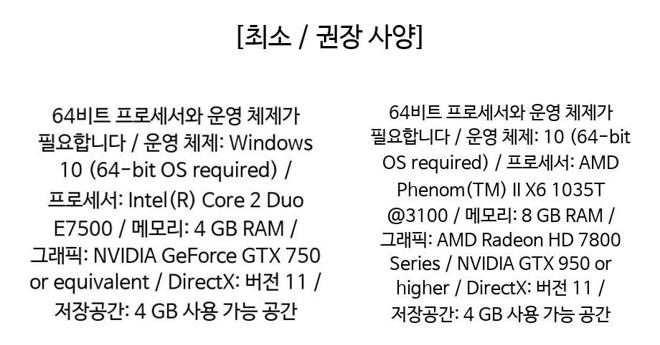 [최소 / 권장 사양]
64비트 프로세서와 운영 체제가
필요합니다 / 운영 체제: Windows
10 (64-bit OS required) /
프로세서: Intel(R) Core 2 Duo
E7500 / 메모리: 4 GB RAM /
그래픽: NVIDIA GeForce GTX 750
or equivalent / DirectX: 버전 11 /
저장공간: 4 GB 사용 가능 공간
64비트 프로세서와 운영 체제가
필요합니다 / 운영 체제: 10 (64-bit
OS required) / 프로세서: AMD
Phenom(TM) II X6 1035T
@3100 / 메모리: 8 GB RAM /
그래픽: AMD Radeon HD 7800
Series / NVIDIA GTX 950 or
higher / DirectX: 버전 11 /
저장공간: 4 GB 사용 가능 공간